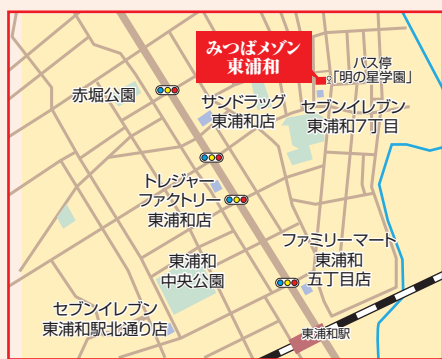 みつばメゾン
東浦和
バス停
「明の星学園」
赤堀公園
サンドラッグ
東浦和店
セブンイレブン
東浦和7丁目
トレジャー
ファクトリー
東浦和店
ファミリーマート
東浦和
五丁目店
東浦和
中央公園
セブンイレブン
東浦和駅北通り店
東浦和駅